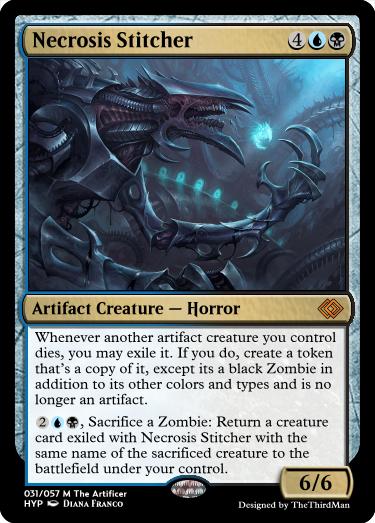 Necrosis Stitcher 4
Artifact Creature — Horror
Whenever another artifact creature you control
dies, you may exile it. If you do, create a token
that's a copy of it, except its a black Zombie in
addition to its other colors and types and is no
longer an artifact.
2, Sacrifice a Zombie: Return a creature
card exiled with Necrosis Stitcher with the
same name of the sacrificed creature to the
battlefield under your control.
6/6
031/057 M The Artificer
HYP DIANA FRANCO
Designed by TheThirdMan